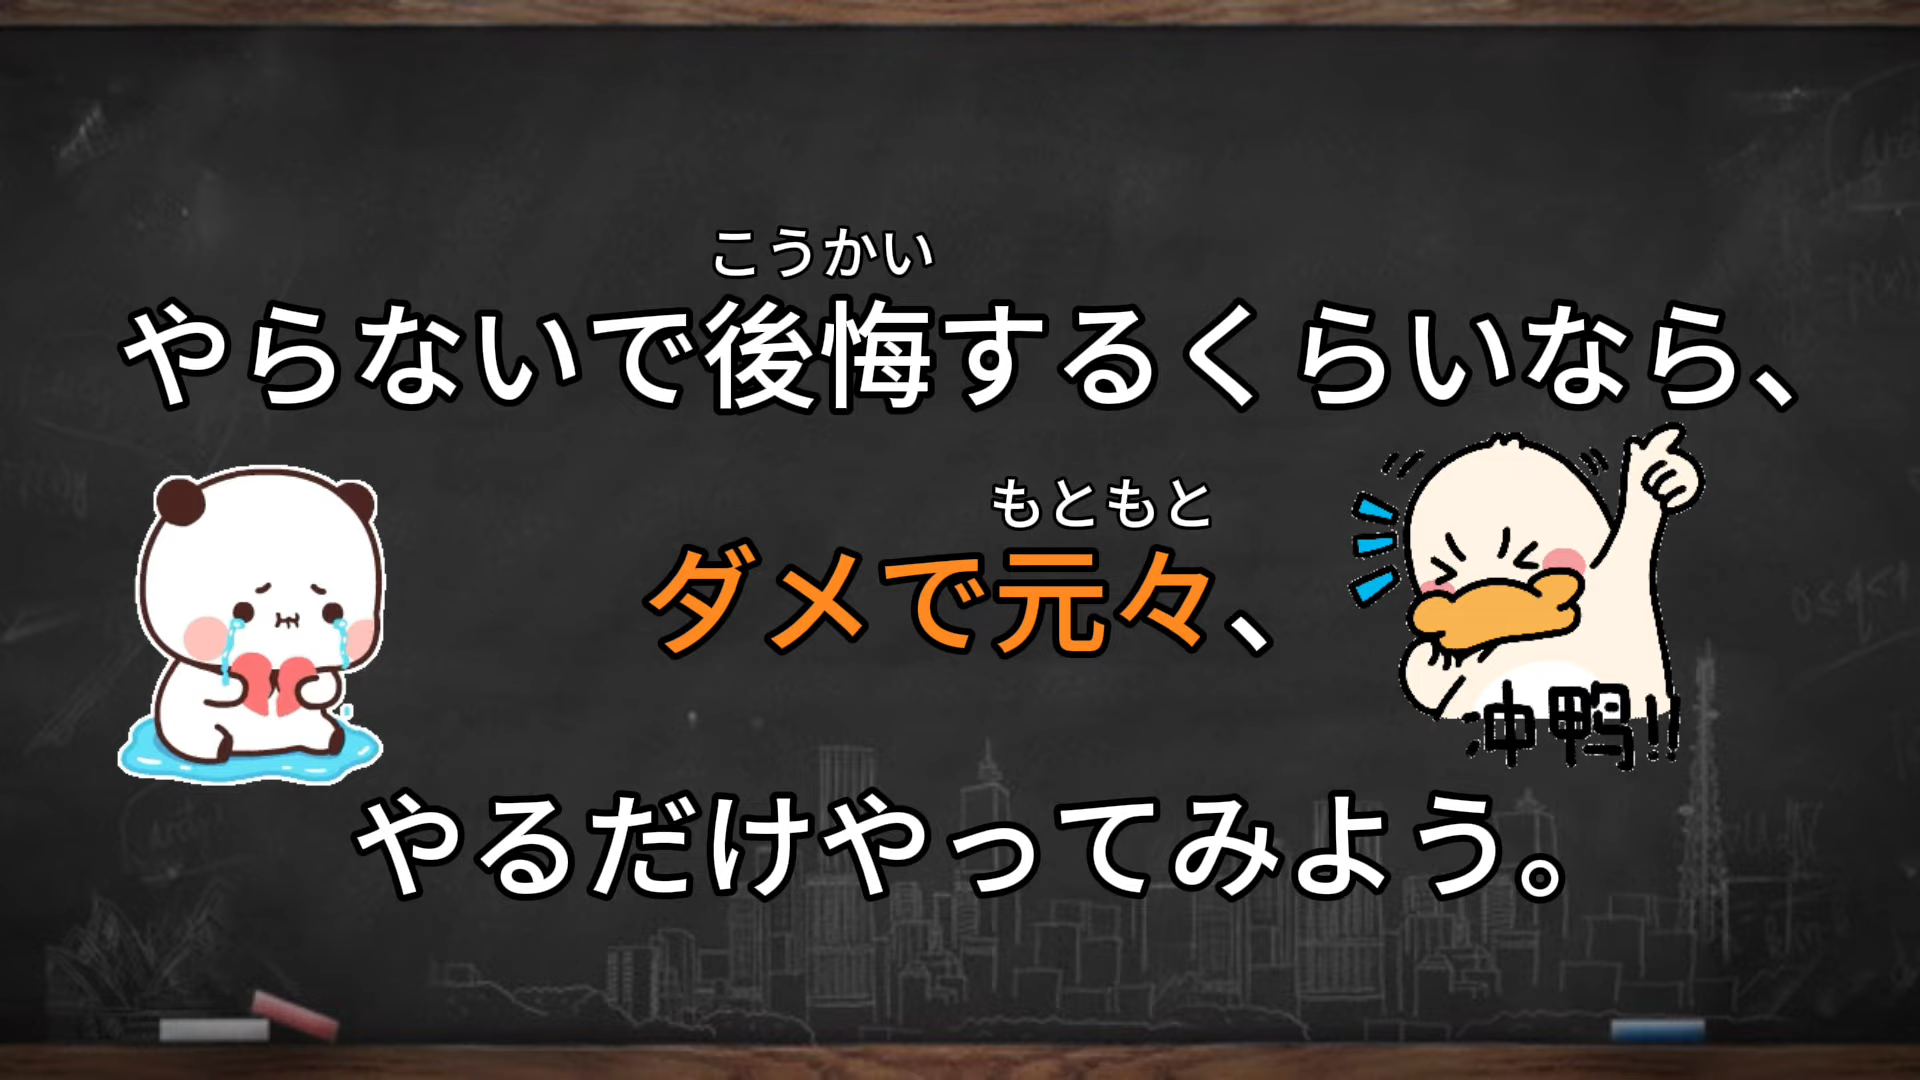 こうかい
やらないで後悔するくらいなら、
もともと
ダメで元々、
冲鸭!!
やるだけやってみよう。